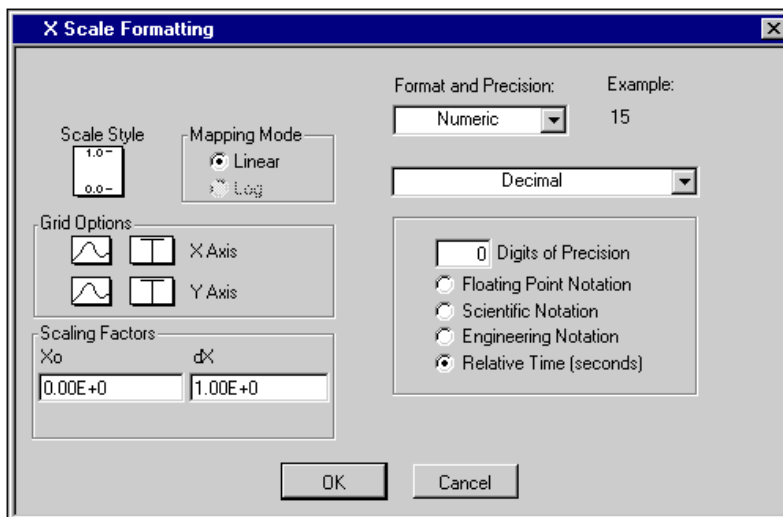 X Scale Formatting
Format and Precision:
Example:
Numeric
15
Scale Style
1.0
0.0
Mapping Mode
Linear
Log
Decimal
Grid Options
X Axis
Y Axis
0 Digits of Precision
Floating Point Notation
Scientific Notation
Engineering Notation
Relative Time (seconds)
Scaling Factors
Xo
dX
0.00E+0
1.00E+0
OK
Cancel